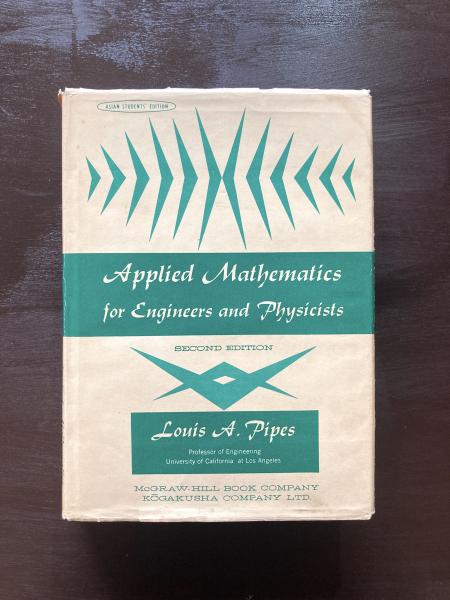 ASIAN STUDENTS' EDITION
Applied Mathematics
for Engineers and Physicists
SECOND EDITION
Louis A. Pipes
Professor of Engineering
University of California at Los Angeles
McGRAW-HILL BOOK COMPANY
KŌGAKUSHA COMPANY LTD.